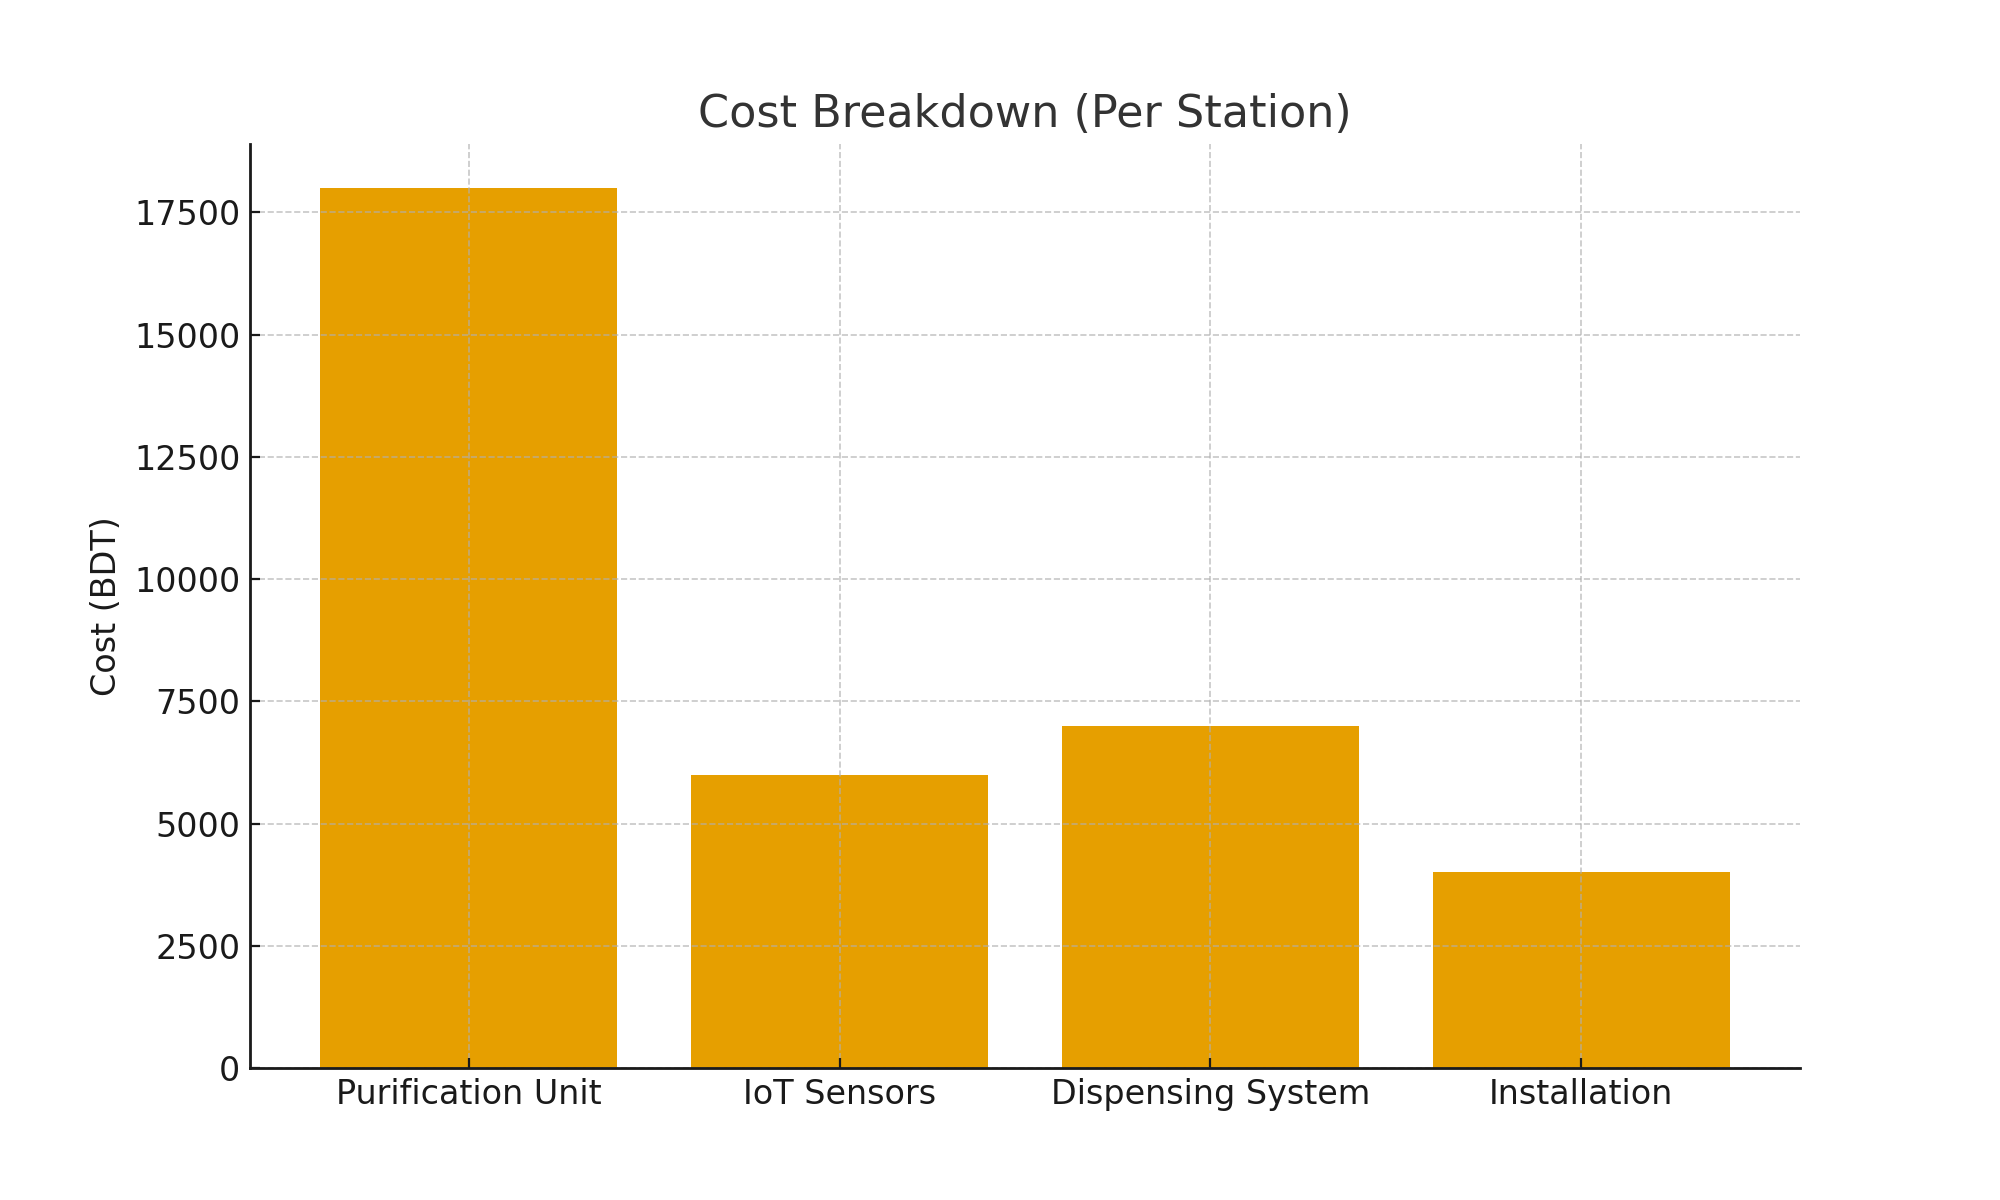 Cost Breakdown (Per Station)
Cost (BDT)
17500
15000
12500
10000
7500
5000
2500
0
Purification Unit
IoT Sensors
Dispensing System
Installation